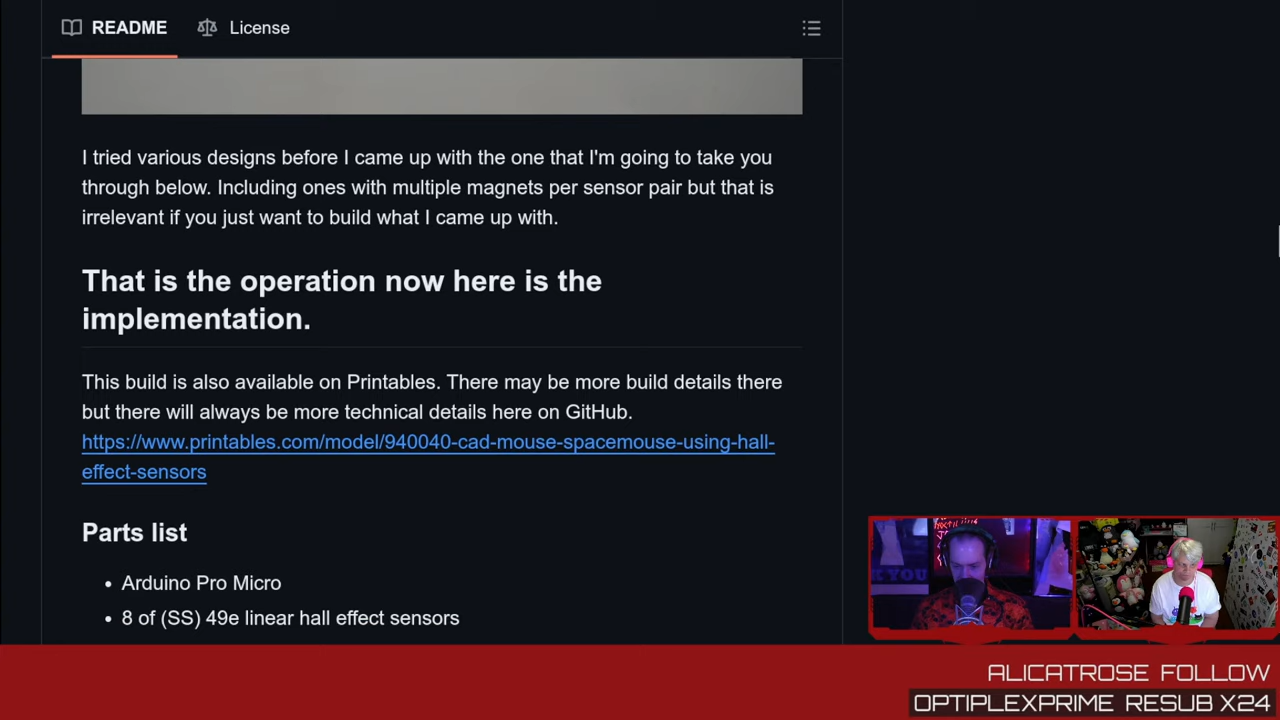 README
License
I tried various designs before I came up with the one that I'm going to take you
through below. Including ones with multiple magnets per sensor pair but that is
irrelevant if you just want to build what I came up with.
That is the operation now here is the
implementation.
This build is also available on Printables. There may be more build details there
but there will always be more technical details here on GitHub.
https://www.printables.com/model/940040-cad-mouse-spacemouse-using-hall-
effect-sensors
Parts list
• Arduino Pro Micro
• 8 of (SS) 49e linear hall effect sensors
ALICATROSE FOLLOW
OPTIPLEXPRIME RESUB X24